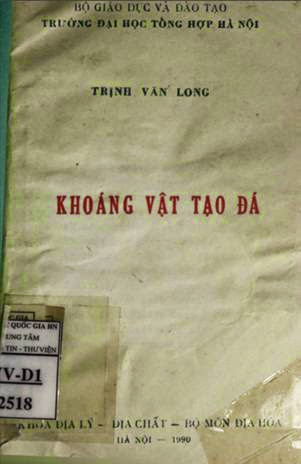 BỘ GIÁO DỤC VÀ ĐÀO TẠO
TRƯỜNG ĐẠI HỌC TỔNG HỢP HÀ NỘI
TRỊNH VĂN LONG
KHOÁNG VẬT TẠO ĐÁ
QUỐC GIA HN
UNG TÂM
TIN - THƯ VIỆN
V-D1
2518
KHOA ĐỊA LÝ - ĐỊA CHẤT - BỘ MÔN ĐỊA HÓA
HÀ NỘI - 1990